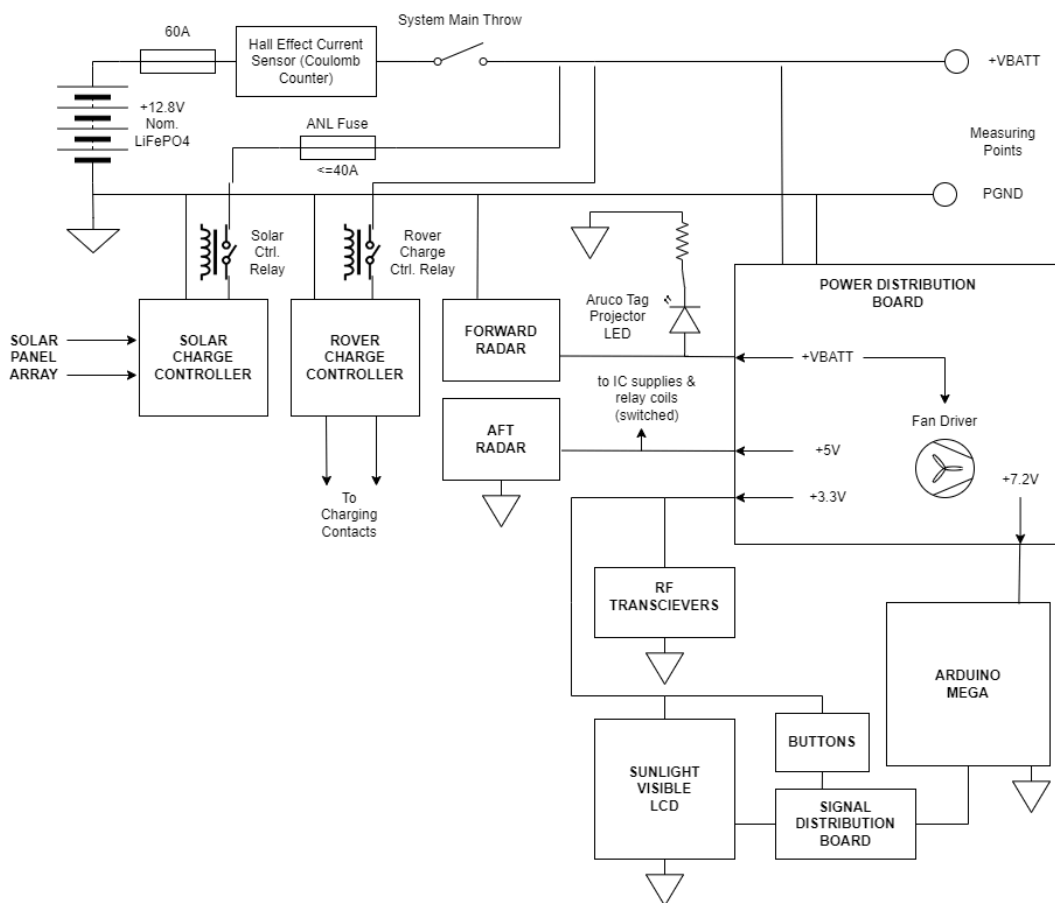 System Main Throw
60A
Hall Effect Current
Sensor (Coulomb
Counter)
+VBATT
+12.8V
Nom.
LiFePO4
ANL Fuse
<=40A
Measuring
Points
PGND
Solar
Ctrl.
Relay
Rover
Charge
Ctrl. Relay
Aruco Tag
Projector
LED
POWER DISTRIBUTION
BOARD
SOLAR
PANEL
ARRAY
SOLAR
CHARGE
CONTROLLER
ROVER
CHARGE
CONTROLLER
FORWARD
RADAR
+VBATT
to IC supplies &
relay coils
(switched)
Fan Driver
AFT
RADAR
+5V
+7.2V
+3.3V
To
Charging
Contacts
RF
TRANSCIEVERS
ARDUINO
MEGA
BUTTONS
SUNLIGHT
VISIBLE
LCD
SIGNAL
DISTRIBUTION
BOARD